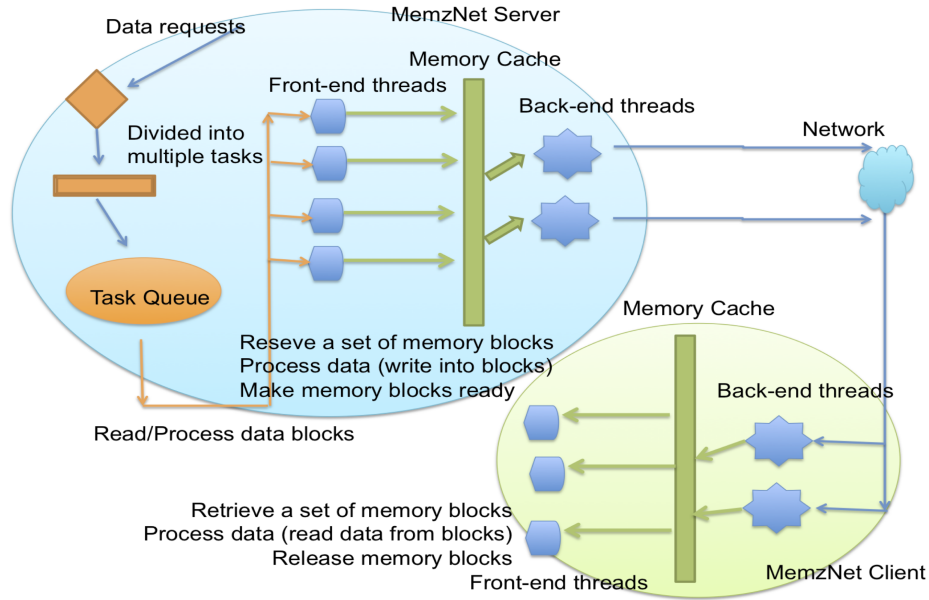 MemzNet Server
Data requests
Memory Cache
Front-end threads
Back-end threads
Network
Divided into
multiple tasks
Task Queue
Memory Cache
Reseve a set of memory blocks
Process data (write into blocks)
Make memory blocks ready
Back-end threads
Read/Process data blocks
Retrieve a set of memory blocks
Process data (read data from blocks)
Release memory blocks
Front-end threads
MemzNet Client